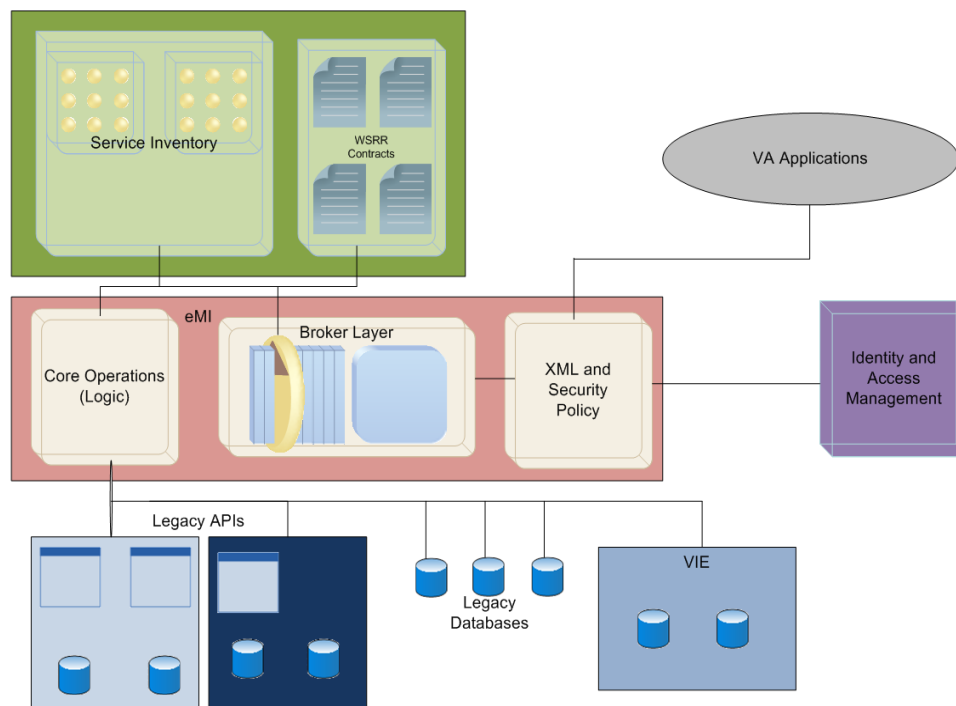 Service Inventory
WSRR
Contracts
VA Applications
eMI
Core Operations
(Logic)
Broker Layer
XML and
Security
Policy
Identity and
Access
Management
Legacy APIs
Legacy
Databases
VIE